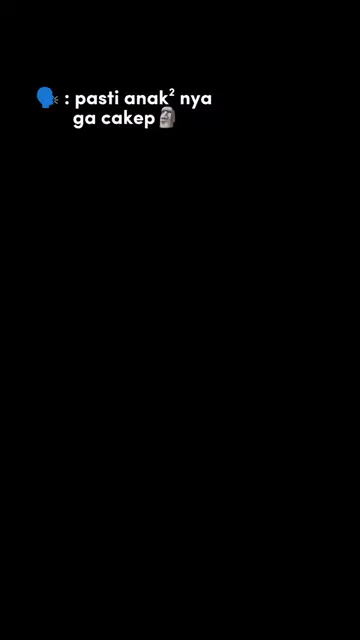 🗣️ : pasti anak² nya
ga cakep🗿